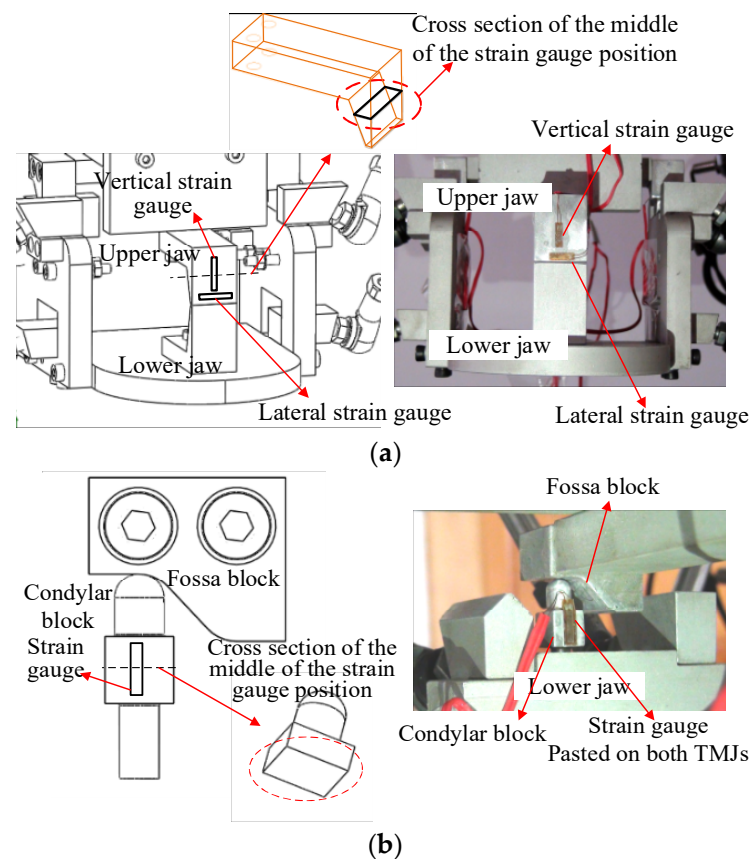 Cross section of the middle
of the strain gauge position
Vertical strain gauge
Vertical strain
gauge
Upper jaw
Lower jaw
Lateral strain gauge
Upper jaw
Lower jaw
Lateral strain gauge
(a)
Fossa block
Condylar
block
Strain
gauge
Fossa block
Cross section of the
middle of the strain
gauge position
Lower jaw
Condylar block
Strain gauge
Pasted on both TMJs
(b)